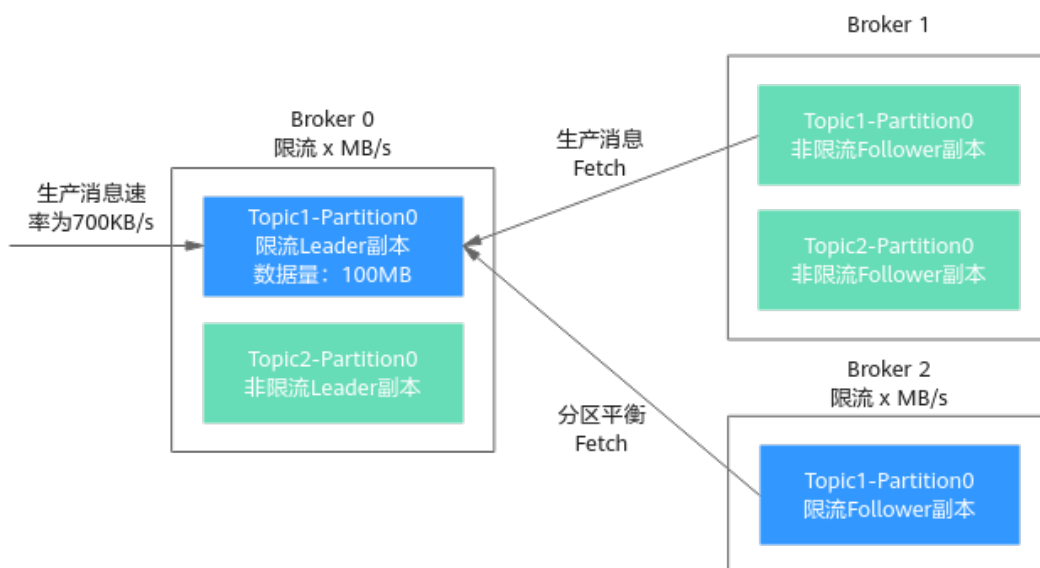 Broker 1
Topic1-Partition0
非限流Follower副本
Topic2-Partition0
非限流Follower副本
Broker 0
限流 x MB/s
生产消息速
率为700KB/s
Topic1-Partition0
限流Leader副本
数据量：100MB
Topic2-Partition0
非限流Leader副本
生产消息
Fetch
分区平衡
Fetch
Broker 2
限流 x MB/s
Topic1-Partition0
限流Follower副本